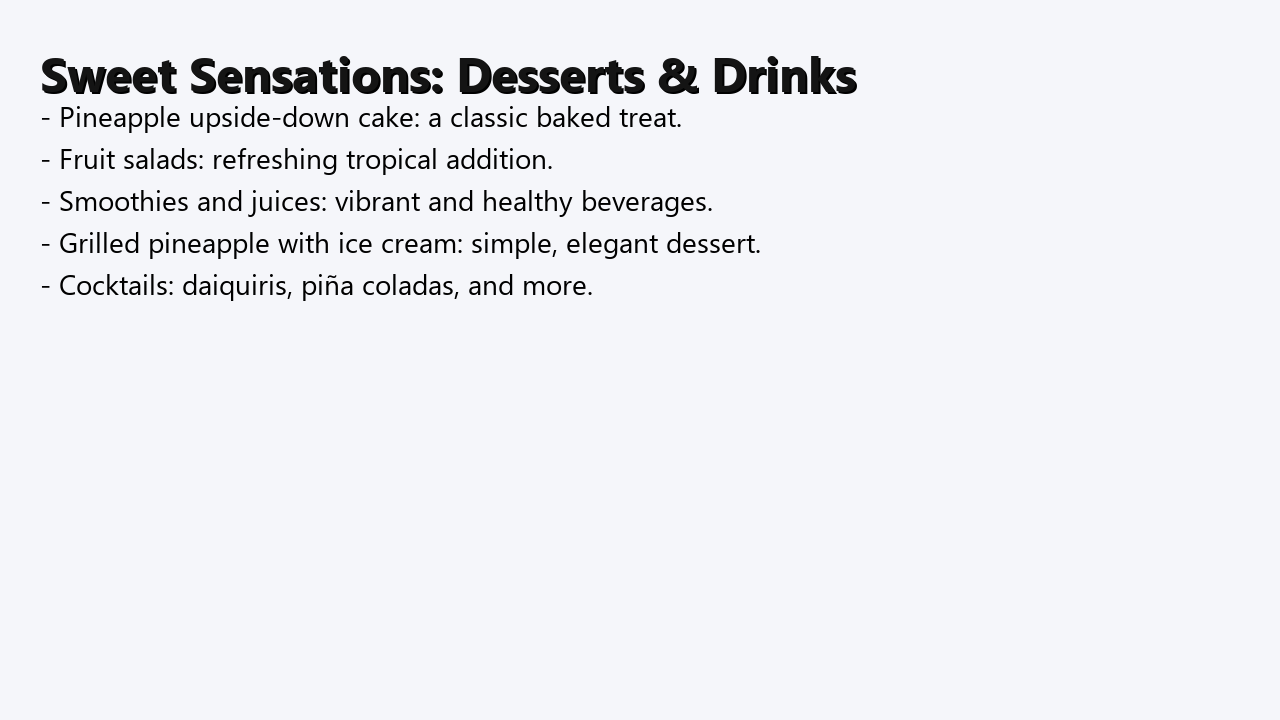 Sweet Sensations: Desserts & Drinks
- Pineapple upside-down cake: a classic baked treat.
- Fruit salads: refreshing tropical addition.
- Smoothies and juices: vibrant and healthy beverages.
- Grilled pineapple with ice cream: simple, elegant dessert.
- Cocktails: daiquiris, piña coladas, and more.